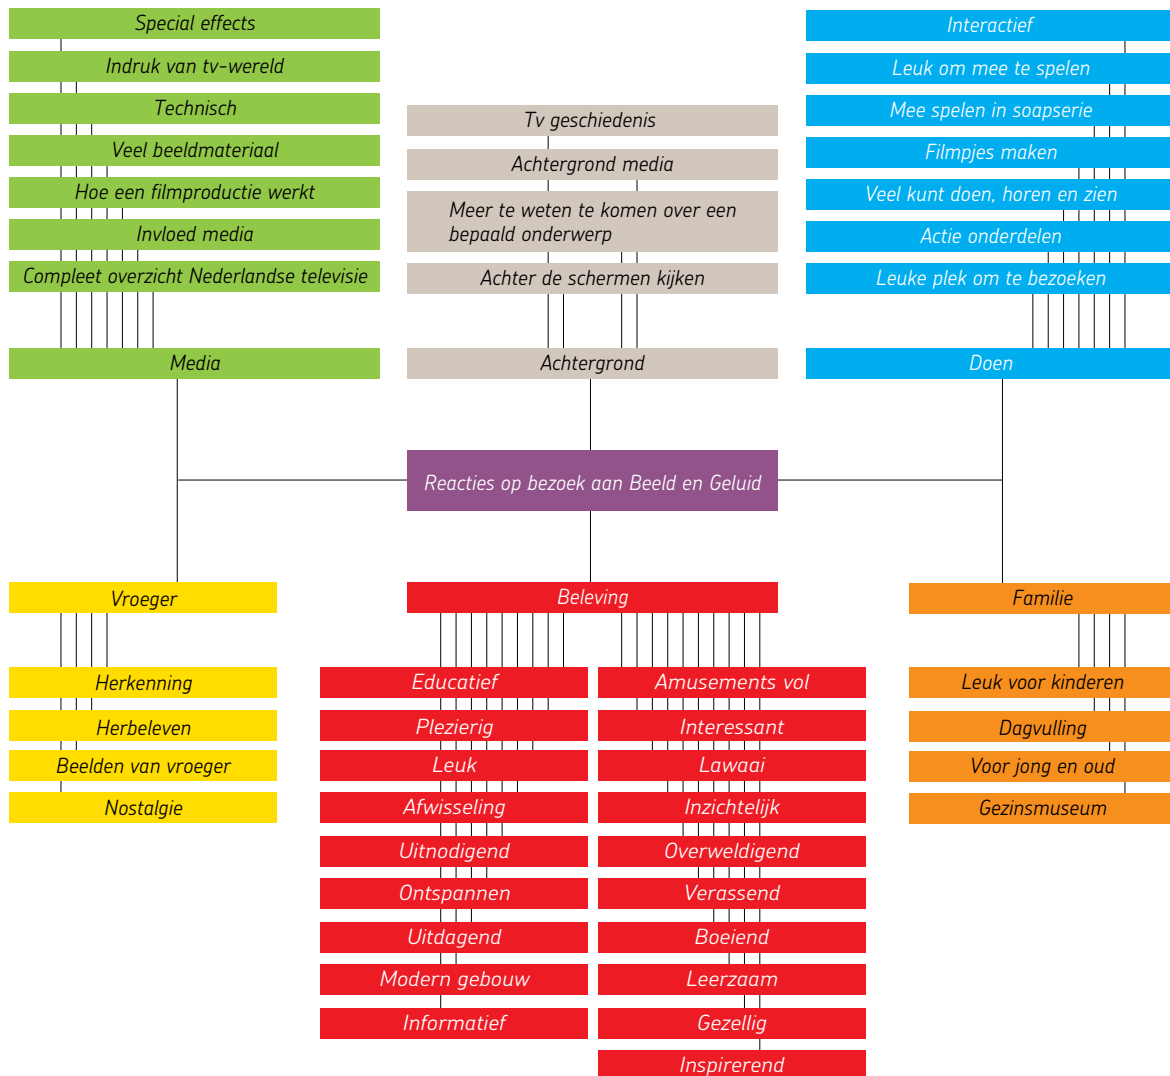 Special effects
Indruk van tv-wereld
Technisch
Veel beeldmateriaal
Hoe een filmproductie werkt
Invloed media
Compleet overzicht Nederlandse televisie
Media
Tv geschiedenis
Achtergrond media
Meer te weten te komen over een
bepaald onderwerp
Achter de schermen kijken
Achtergrond
Interactief
Leuk om mee te spelen
Mee spelen in soapserie
Filmpjes maken
Veel kunt doen, horen en zien
Actie onderdelen
Leuke plek om te bezoeken
Doen
Reacties op bezoek aan Beeld en Geluid
Vroeger
Herkenning
Herbeleven
Beelden van vroeger
Nostalgie
Beleving
Educatief
Plezierig
Leuk
Afwisseling
Uitnodigend
Ontspannen
Uitdagend
Modern gebouw
Informatief
Amusements vol
Interessant
Lawaai
Inzichtelijk
Overweldigend
Verassend
Boeiend
Leerzaam
Gezellig
Inspirerend
Familie
Leuk voor kinderen
Dagvulling
Voor jong en oud
Gezinsmuseum